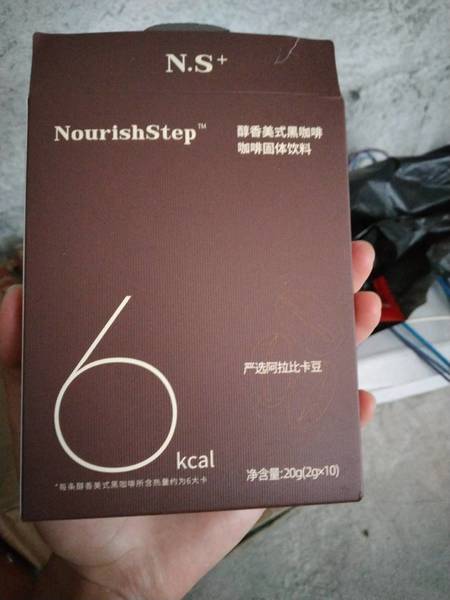 N.S⁺
NourishStep™
醇香美式黑咖啡
咖啡固体饮料
严选阿拉比卡豆
6
kcal
净含量:20g(2g×10)
*每条醇香美式黑咖啡所含热量约为6大卡